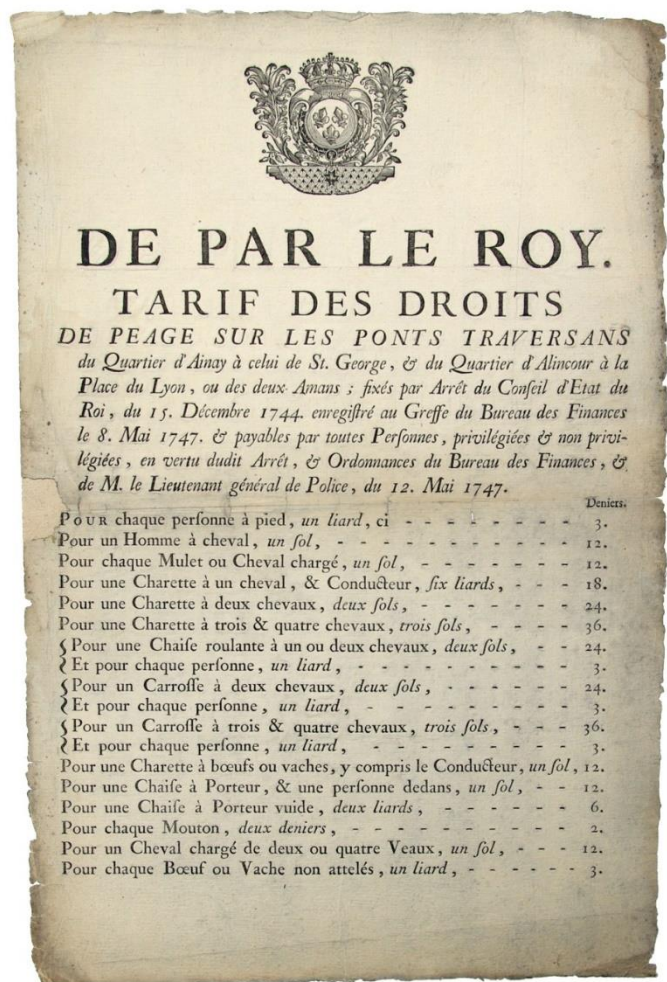 DE PAR LE ROY.
TARIF DES DROITS
DE PEAGE SUR LES PONTS TRAVERSANS
du Quartier d'Ainay à celui de St. George, & du Quartier d'Alincour à la
Place du Lyon, ou des deux Amans ; fixés par Arrêt du Conſeil d'Etat du
Roi, du 15. Décembre 1744. enregiſtré au Greffe du Bureau des Finances
le 8. Mai 1747. & payables par toutes Perſonnes, privilégiées & non privi-
légiées, en vertu dudit Arrêt, & Ordonnances du Bureau des Finances, &
de M. le Lieutenant général de Police, du 12. Mai 1747.
Deniers.
POUR chaque perſonne à pied, un liard, ci - - - - - - - - 3.
Pour un Homme à cheval, un ſol, - - - - - - - - - - 12.
Pour chaque Mulet ou Cheval chargé, un ſol, - - - - - - - 12.
Pour une Charette à un cheval, & Conducteur, ſix liards, - - - 18.
Pour une Charette à deux chevaux, deux ſols, - - - - - - - 24.
Pour une Charette à trois & quatre chevaux, trois ſols, - - - - - 36.
Pour une Chaiſe roulante à un ou deux chevaux, deux ſols, - - 24.
Et pour chaque perſonne, un liard, - - - - - - - - - 3.
Pour un Carroſſe à deux chevaux, deux ſols, - - - - - - 24.
Et pour chaque perſonne, un liard, - - - - - - - - - 3.
Pour un Carroſſe à trois & quatre chevaux, trois ſols, - - - 36.
Et pour chaque perſonne, un liard, - - - - - - - - - 3.
Pour une Charette à bœufs ou vaches, y compris le Conducteur, un ſol, 12.
Pour une Chaiſe à Porteur, & une perſonne dedans, un ſol, - - 12.
Pour une Chaiſe à Porteur vuide, deux liards, - - - - - - 6.
Pour chaque Mouton, deux deniers, - - - - - - - - - - 2.
Pour un Cheval chargé de deux ou quatre Veaux, un ſol, - - - 12.
Pour chaque Bœuf ou Vache non attelés, un liard, - - - - - - 3.